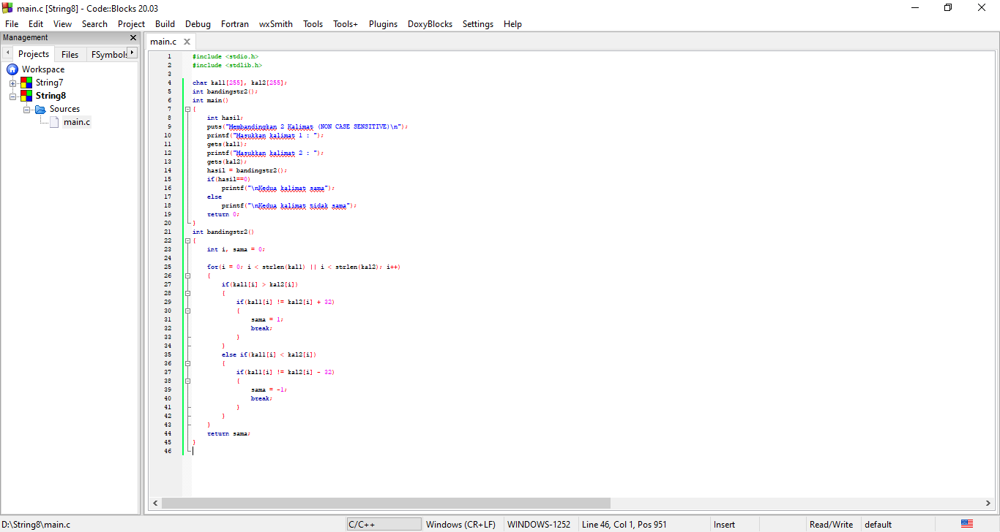 main.c [String8] - Code::Blocks 20.03
File Edit View Search Project Build Debug Fortran wxSmith Tools Tools+ Plugins DoxyBlocks Settings Help
Management
main.c
Projects Files FSymbols
Workspace
String7
String8
Sources
main.c
1 #include <stdio.h>
2 #include <stdlib.h>
3
4 char kal1[255], kal2[255];
5 int bandingstr2();
6 int main()
7 {
8 int hasil;
9 puts("Membandingkan 2 Kalimat (NON CASE SENSITIVE)\n");
10 printf("Masukkan kalimat 1 : ");
11 gets(kal1);
12 printf("Masukkan kalimat 2 : ");
13 gets(kal2);
14 hasil = bandingstr2();
15 if(hasil==0)
16 printf("\nKedua kalimat sama");
17 else
18 printf("\nKedua kalimat tidak sama");
19 return 0;
20 }
21 int bandingstr2()
22 {
23 int i, sama = 0;
24
25 for(i = 0; i < strlen(kal1) || i < strlen(kal2); i++)
26 {
27 if(kal1[i] > kal2[i])
28 {
29 if(kal1[i] != kal2[i] + 32)
30 {
31 sama = 1;
32 break;
33 }
34 }
35 else if(kal1[i] < kal2[i])
36 {
37 if(kal1[i] != kal2[i] - 32)
38 {
39 sama = -1;
40 break;
41 }
42 }
43 }
44 return sama;
45 }
46
D:\String8\main.c C/C++ Windows (CR+LF) WINDOWS-1252 Line 46, Col 1, Pos 951 Insert Read/Write default